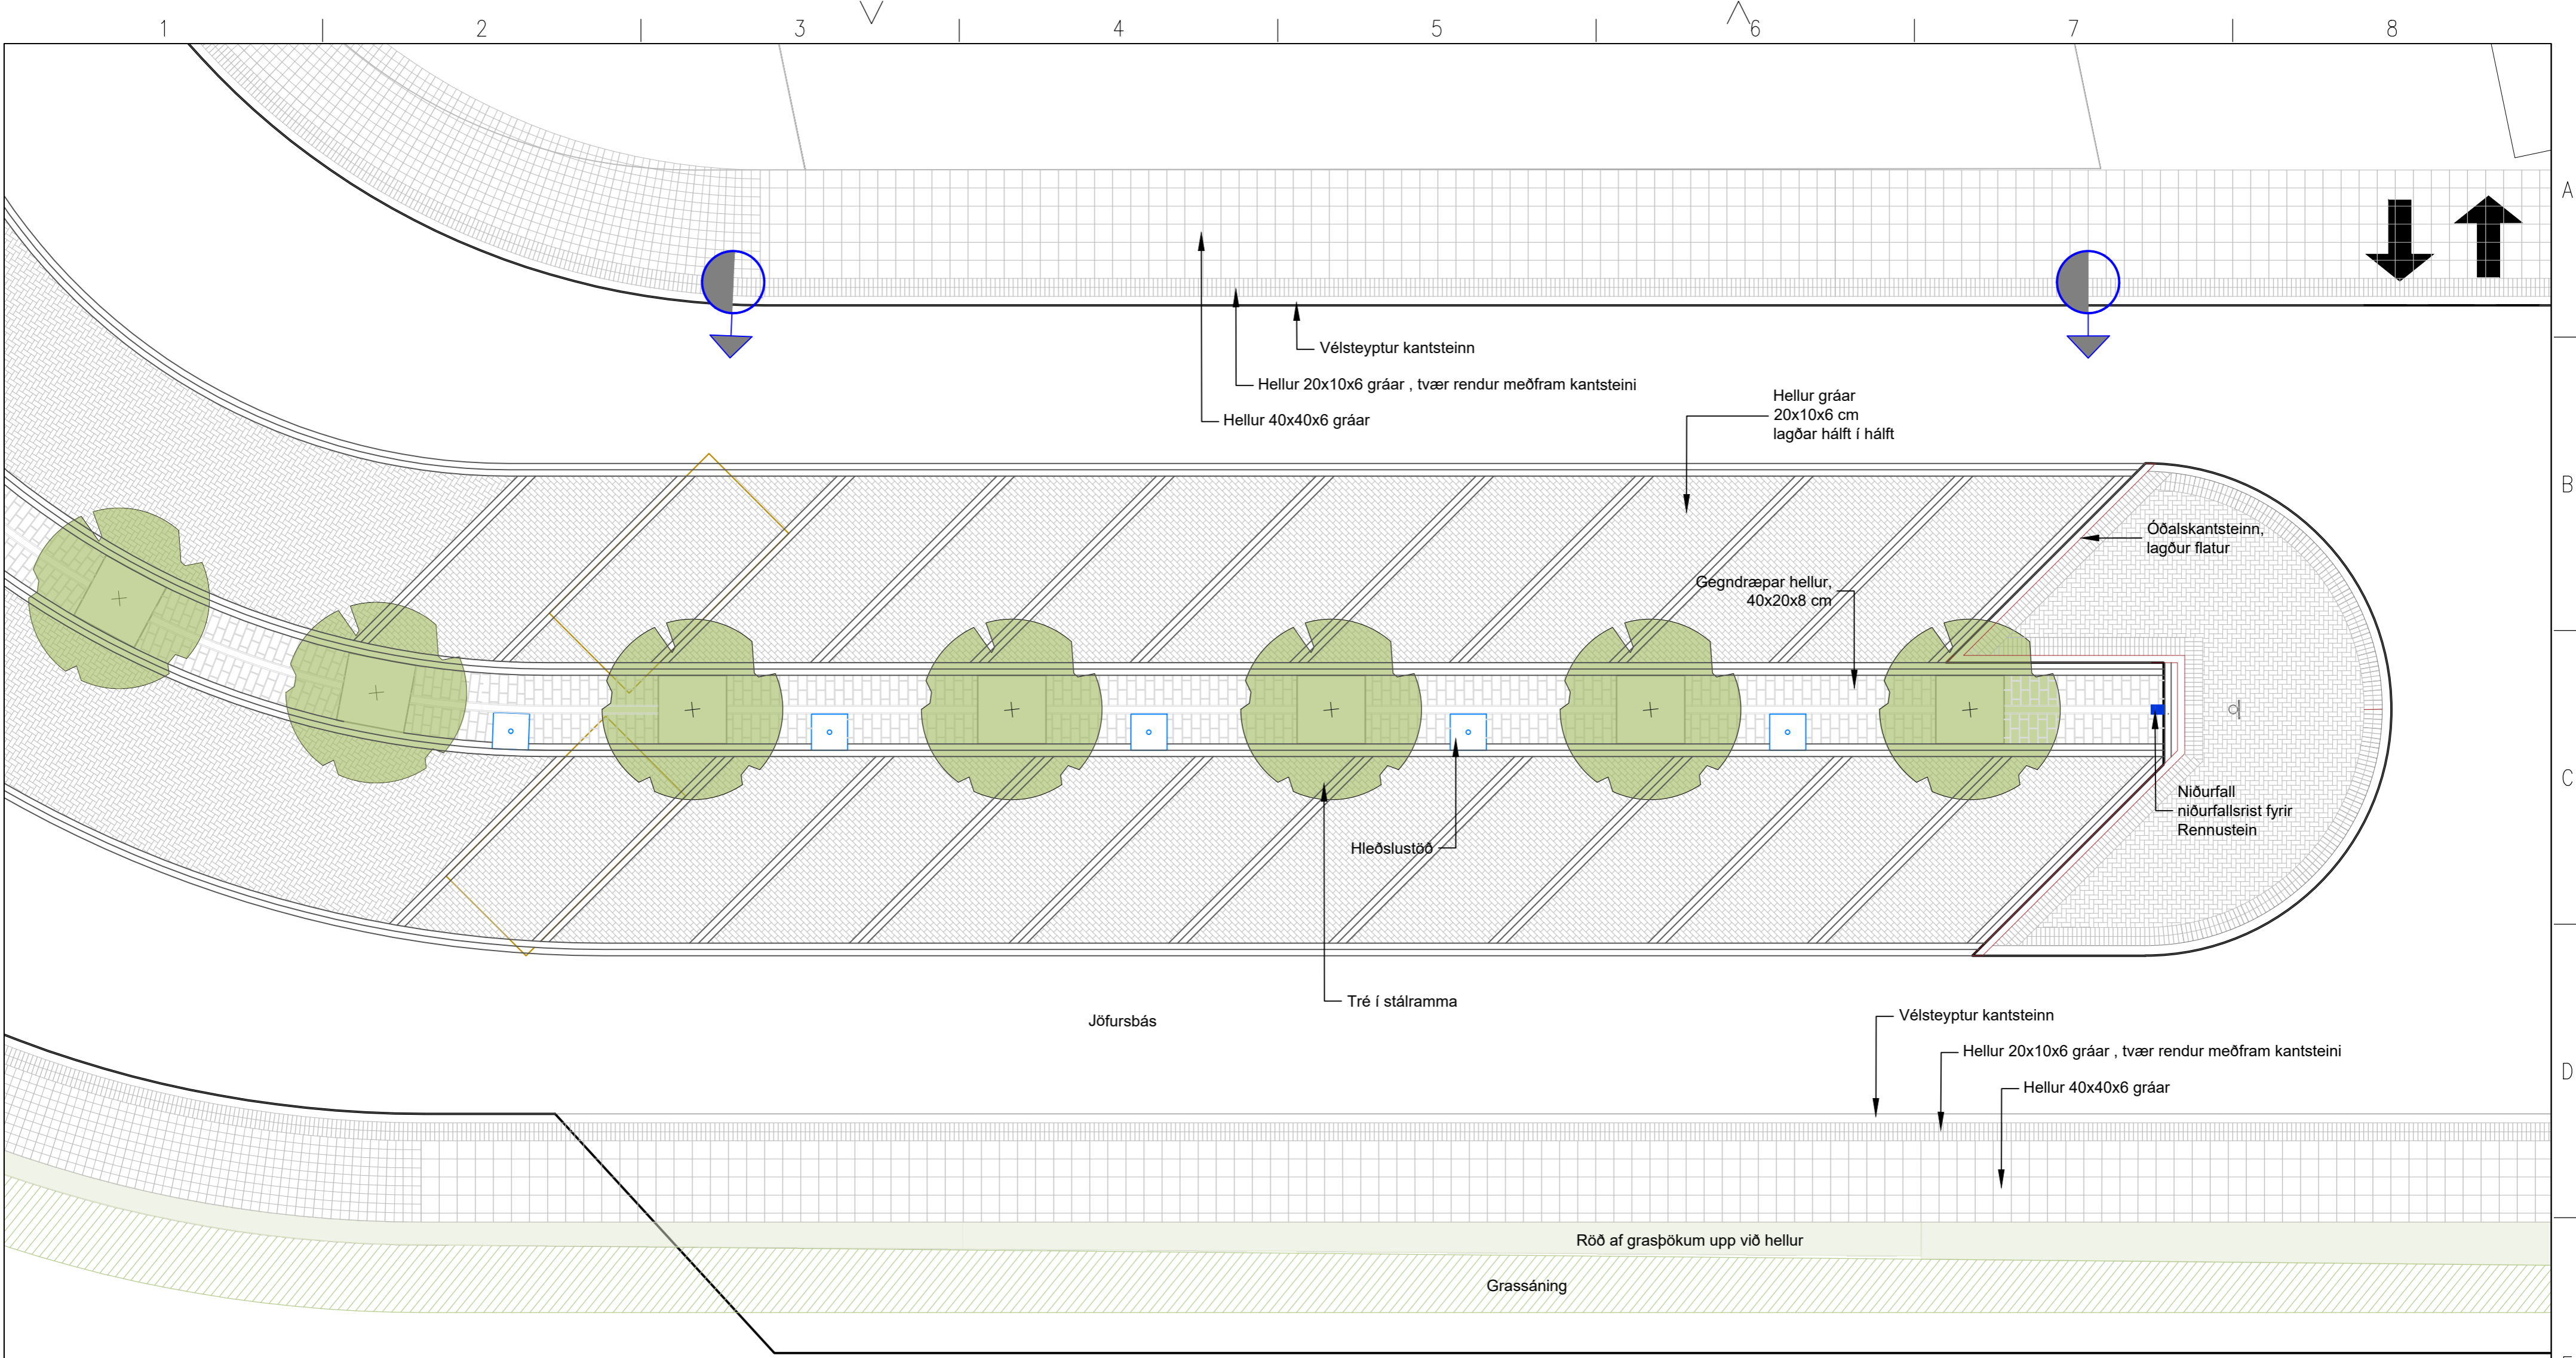 1 2 3 4 5 6 7 8
A
Vélsteyptur kantsteinn
Hellur 20x10x6 gráar , tvær rendur meðfram kantsteini
Hellur 40x40x6 gráar
Hellur gráar
20x10x6 cm
lagðar hálft í hálft
B
Óðalskantsteinn,
lagður flatur
Gegndræpar hellur,
40x20x8 cm
C
Niðurfall
niðurfallsrist fyrir
Rennustein
Hleðslustöð
Tré í stálramma
Jöfursbás
Vélsteyptur kantsteinn
Hellur 20x10x6 gráar , tvær rendur meðfram kantsteini
D
Hellur 40x40x6 gráar
Röð af grasþökum upp við hellur
Grassáning